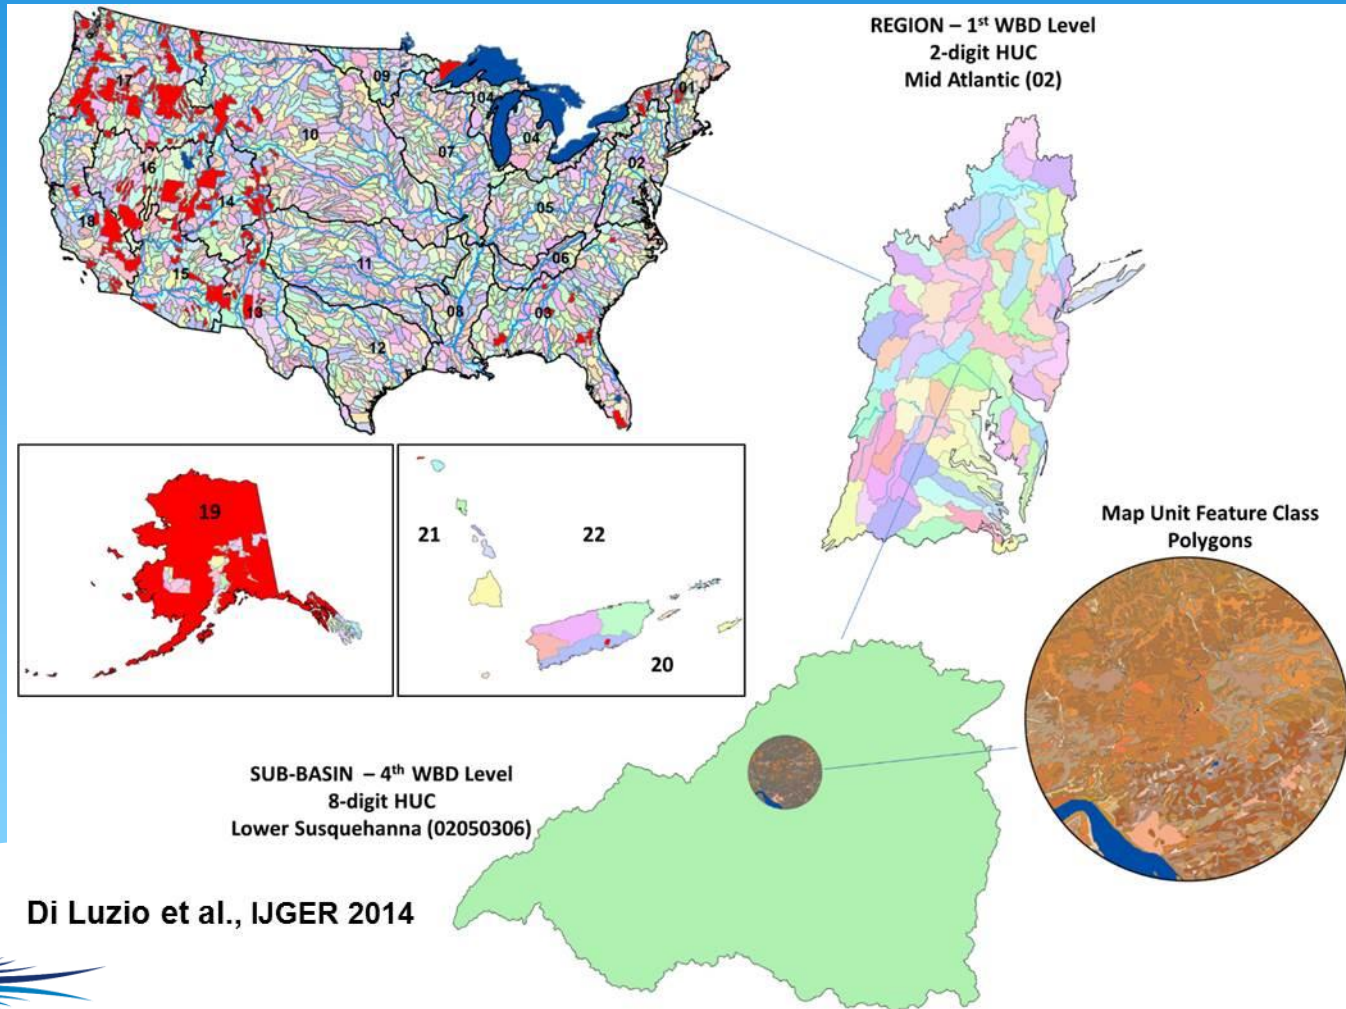 REGION – 1st WBD Level
2-digit HUC
Mid Atlantic (02)
17
09
04
01
10
04
02
16
07
14
05
18
06
15
11
03
13
08
12
19
21
22
20
Map Unit Feature Class
Polygons
SUB-BASIN – 4th WBD Level
8-digit HUC
Lower Susquehanna (02050306)
Di Luzio et al., IJGER 2014